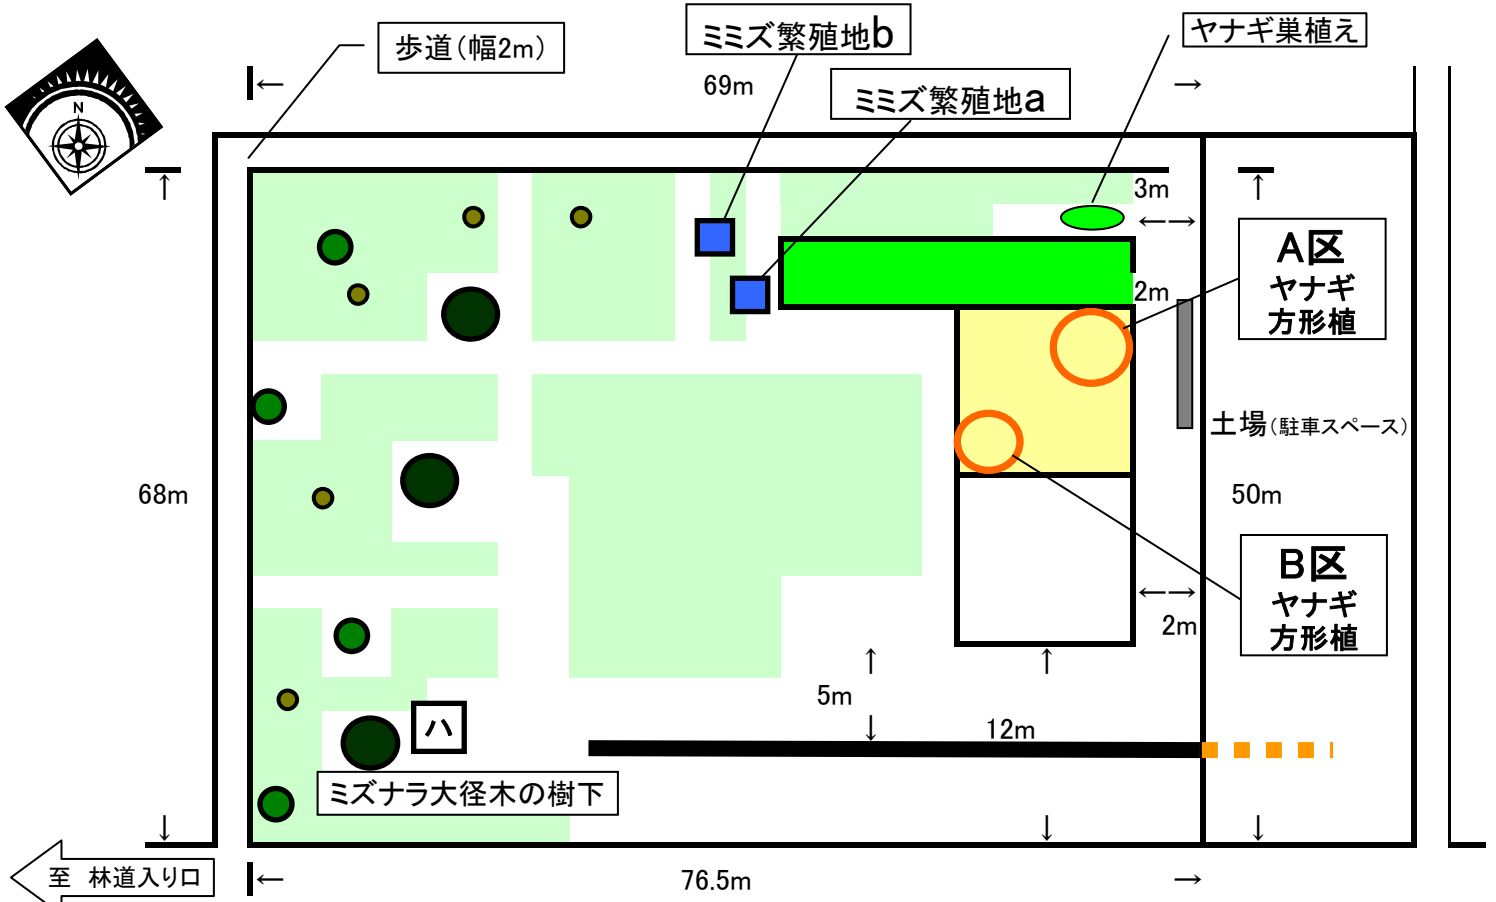 歩道（幅2m）
ミミズ繁殖地b
ヤナギ巣植え
69m
ミミズ繁殖地a
N
3m
A区
ヤナギ
方形植
2m
土場（駐車スペース）
68m
50m
B区
ヤナギ
方形植
2m
5m
12m
ハ
ミズナラ大径木の樹下
至 林道入り口
76.5m